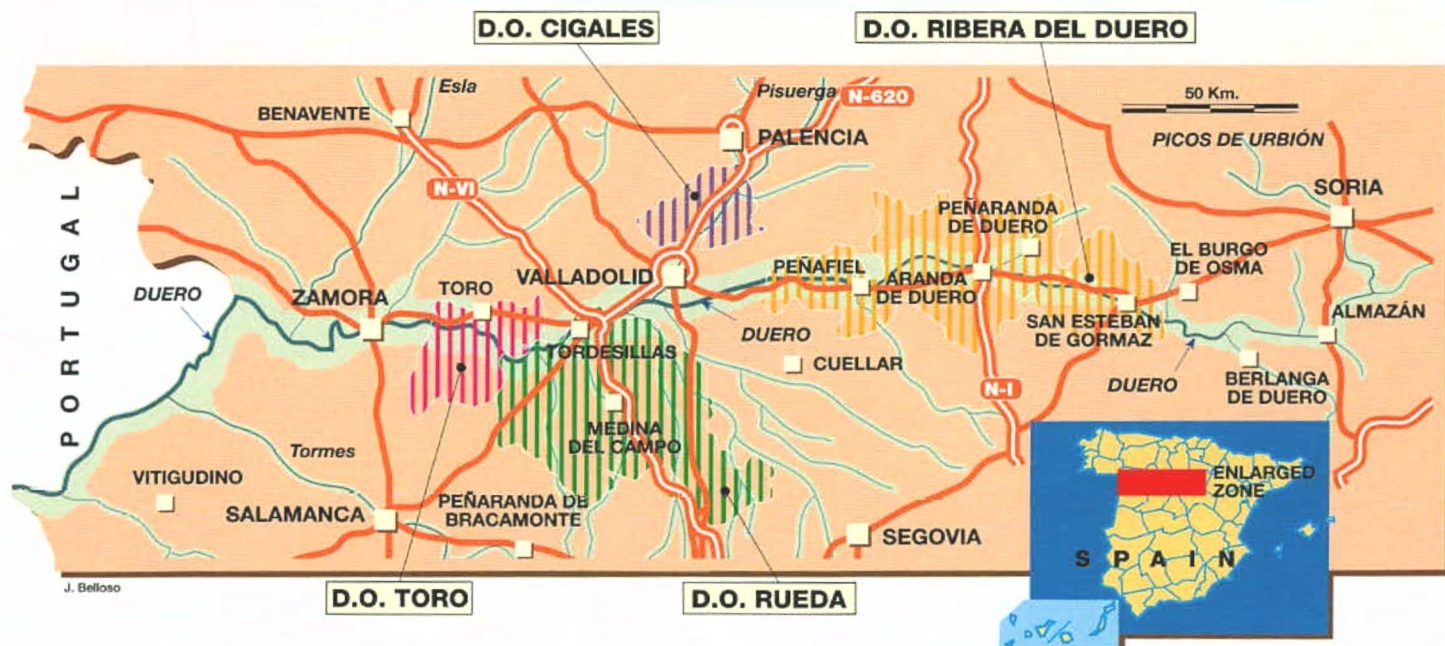 D.O. CIGALES
D.O. RIBERA DEL DUERO
Esla
Pisuerga
N-620
50 Km.
BENAVENTE
PALENCIA
PICOS DE URBIÓN
N-VI
SORIA
PEÑARANDA
DE DUERO
EL BURGO
DE OSMA
PORTUGAL
DUERO
ZAMORA
TORO
VALLADOLID
PEÑAFIEL
ARANDA
DE DUERO
ALMAZÁN
SAN ESTEBAN
DE GORMAZ
TORDESILLAS
DUERO
CUELLAR
N-I
DUERO
BERLANGA
DE DUERO
MEDINA
DEL CAMPO
Tormes
VITIGUDINO
SALAMANCA
PEÑARANDA DE
BRACAMONTE
SEGOVIA
ENLARGED
ZONE
SPAIN
J. Belloso
D.O. TORO
D.O. RUEDA